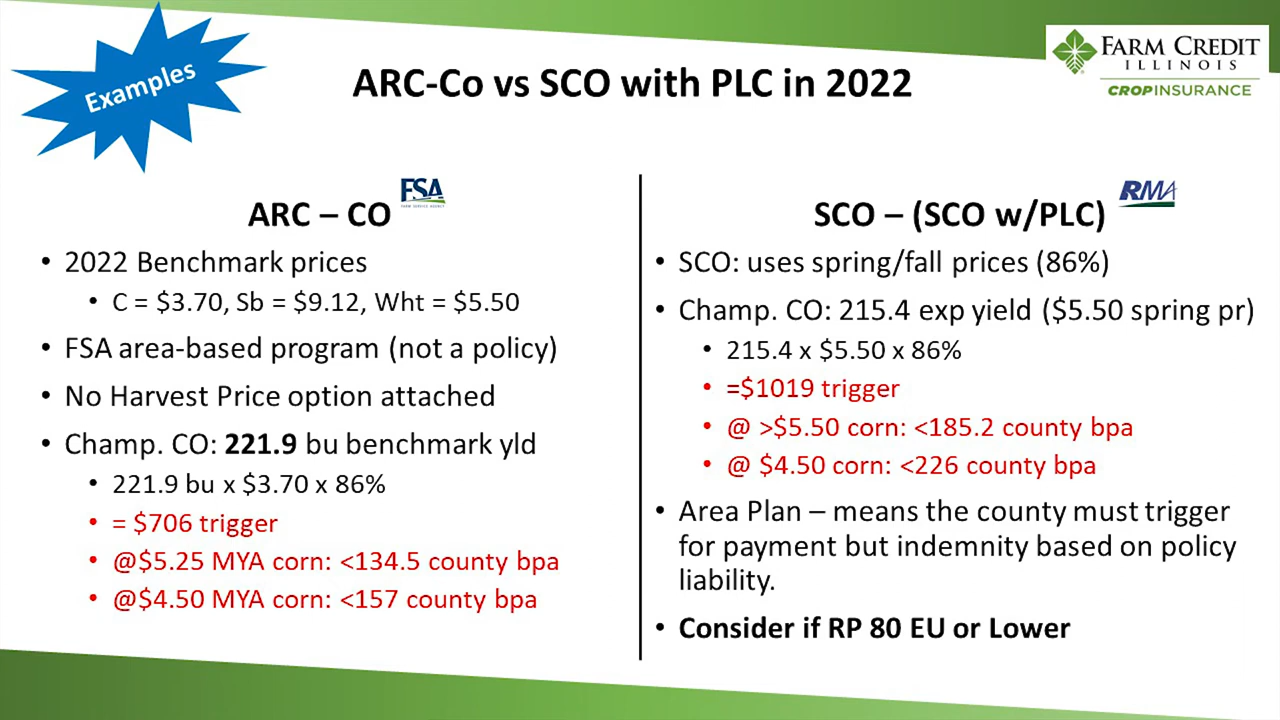 Examples
ARC-Co vs SCO with PLC in 2022
FARM CREDIT
ILLINOIS
CROPINSURANCE
ARC – CO
FSA
FARM SERVICE AGENCY
• 2022 Benchmark prices
• C = $3.70, Sb = $9.12, Wht = $5.50
• FSA area-based program (not a policy)
• No Harvest Price option attached
• Champ. CO: 221.9 bu benchmark yld
• 221.9 bu x $3.70 x 86%
• = $706 trigger
• @$5.25 MYA corn: <134.5 county bpa
• @$4.50 MYA corn: <157 county bpa
SCO – (SCO w/PLC)
RMA
• SCO: uses spring/fall prices (86%)
• Champ. CO: 215.4 exp yield ($5.50 spring pr)
• 215.4 x $5.50 x 86%
• =$1019 trigger
• @ >$5.50 corn: <185.2 county bpa
• @ $4.50 corn: <226 county bpa
• Area Plan – means the county must trigger
for payment but indemnity based on policy
liability.
• Consider if RP 80 EU or Lower